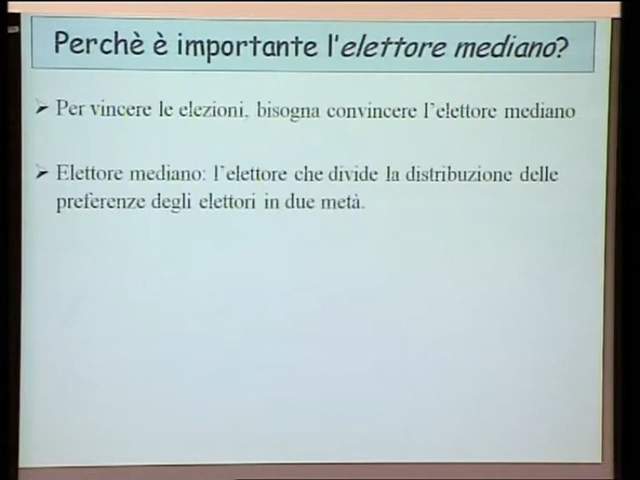 Perchè è importante l'elettore mediano?
➢ Per vincere le elezioni, bisogna convincere l'elettore mediano
➢ Elettore mediano: l'elettore che divide la distribuzione delle
preferenze degli elettori in due metà.